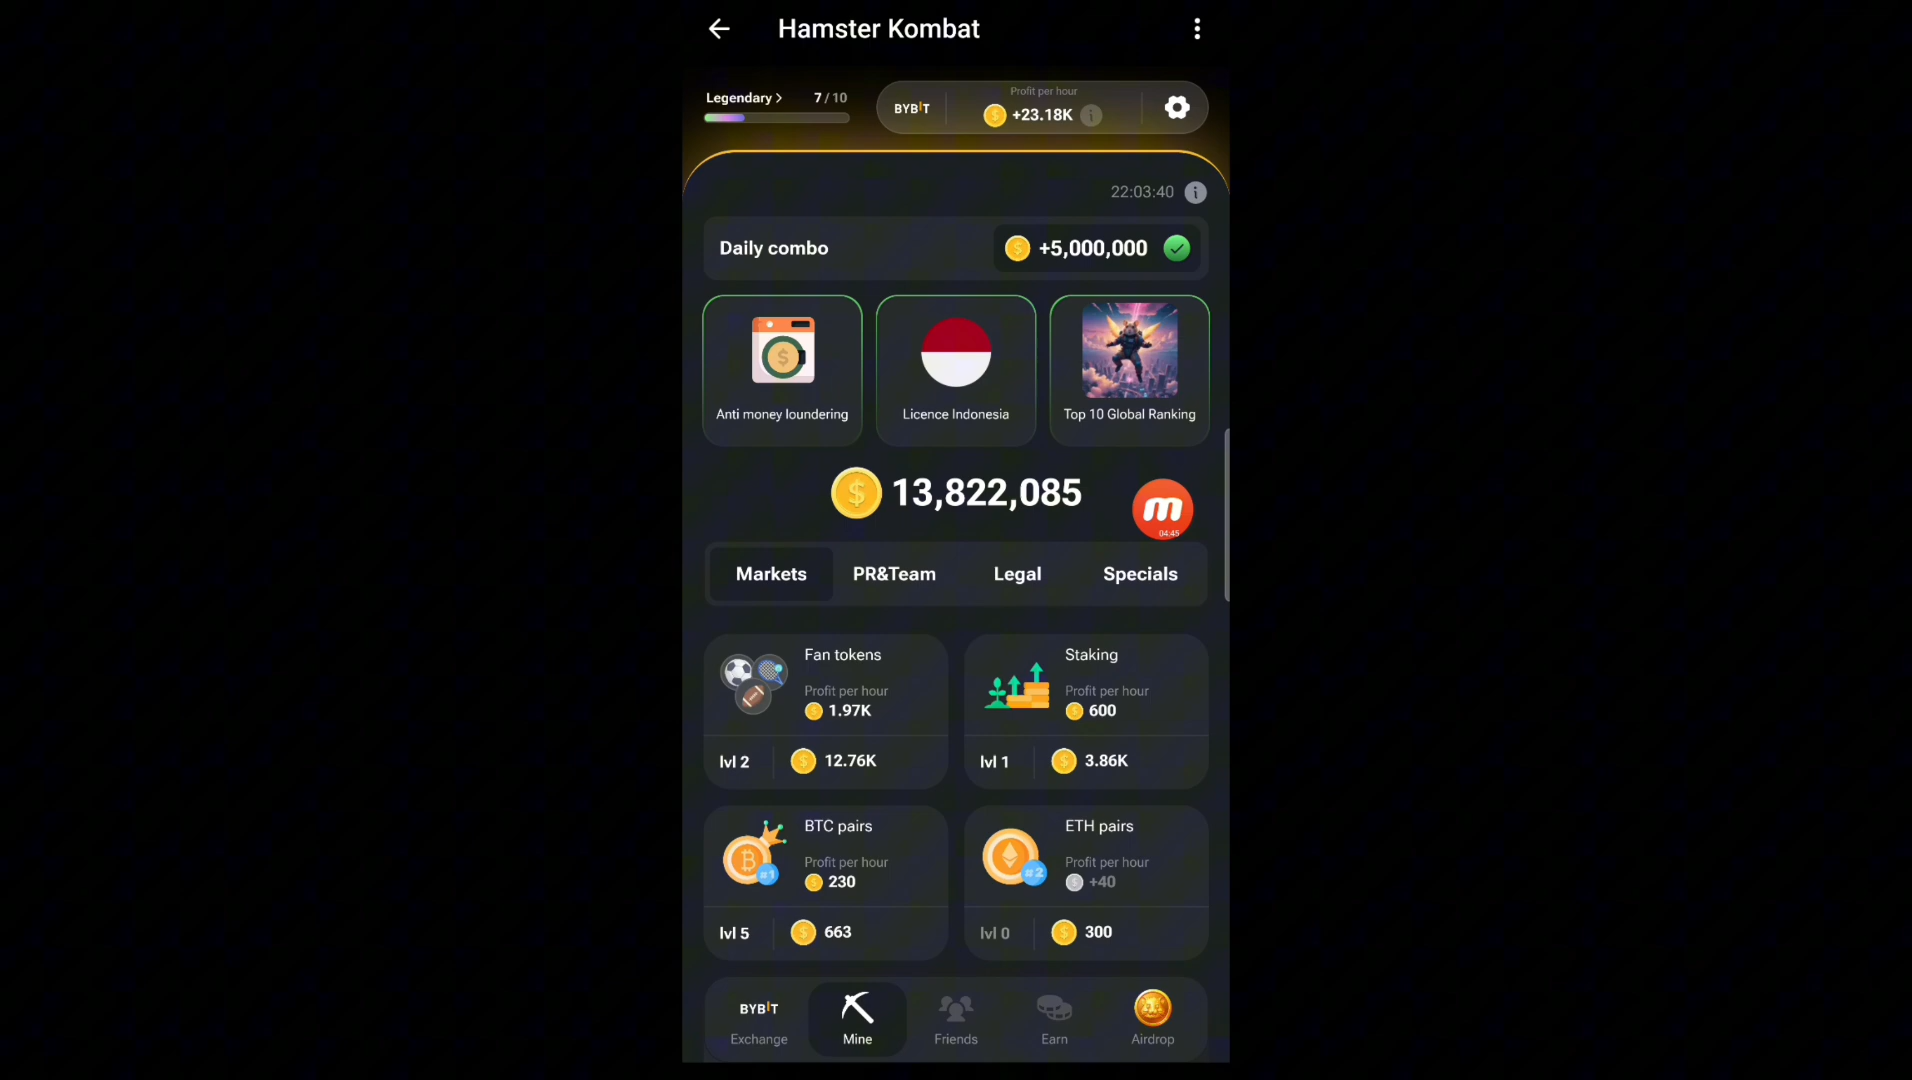 Hamster Kombat
Legendary > 7 / 10
BYBIT
Profit per hour
+23.18K
22:03:40
Daily combo
+5,000,000
Anti money loundering
Licence Indonesia
Top 10 Global Ranking
13,822,085
m
04:45
Markets PR&Team Legal Specials
Fan tokens
Profit per hour
1.97K
lvl 2 12.76K
Staking
Profit per hour
600
lvl 1 3.86K
BTC pairs
#1
Profit per hour
230
lvl 5 663
ETH pairs
#2
Profit per hour
+40
lvl 0 300
BYBIT
Exchange Mine Friends Earn Airdrop